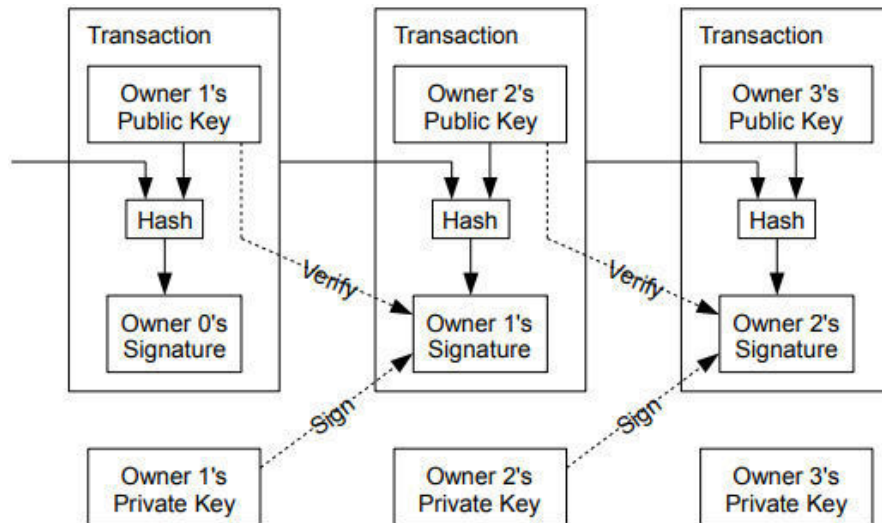 Transaction
Owner 1's
Public Key
Hash
Owner 0's
Signature
Transaction
Owner 2's
Public Key
Hash
Verify
Owner 1's
Signature
Transaction
Owner 3's
Public Key
Hash
Verify
Owner 2's
Signature
Sign
Sign
Owner 1's
Private Key
Owner 2's
Private Key
Owner 3's
Private Key